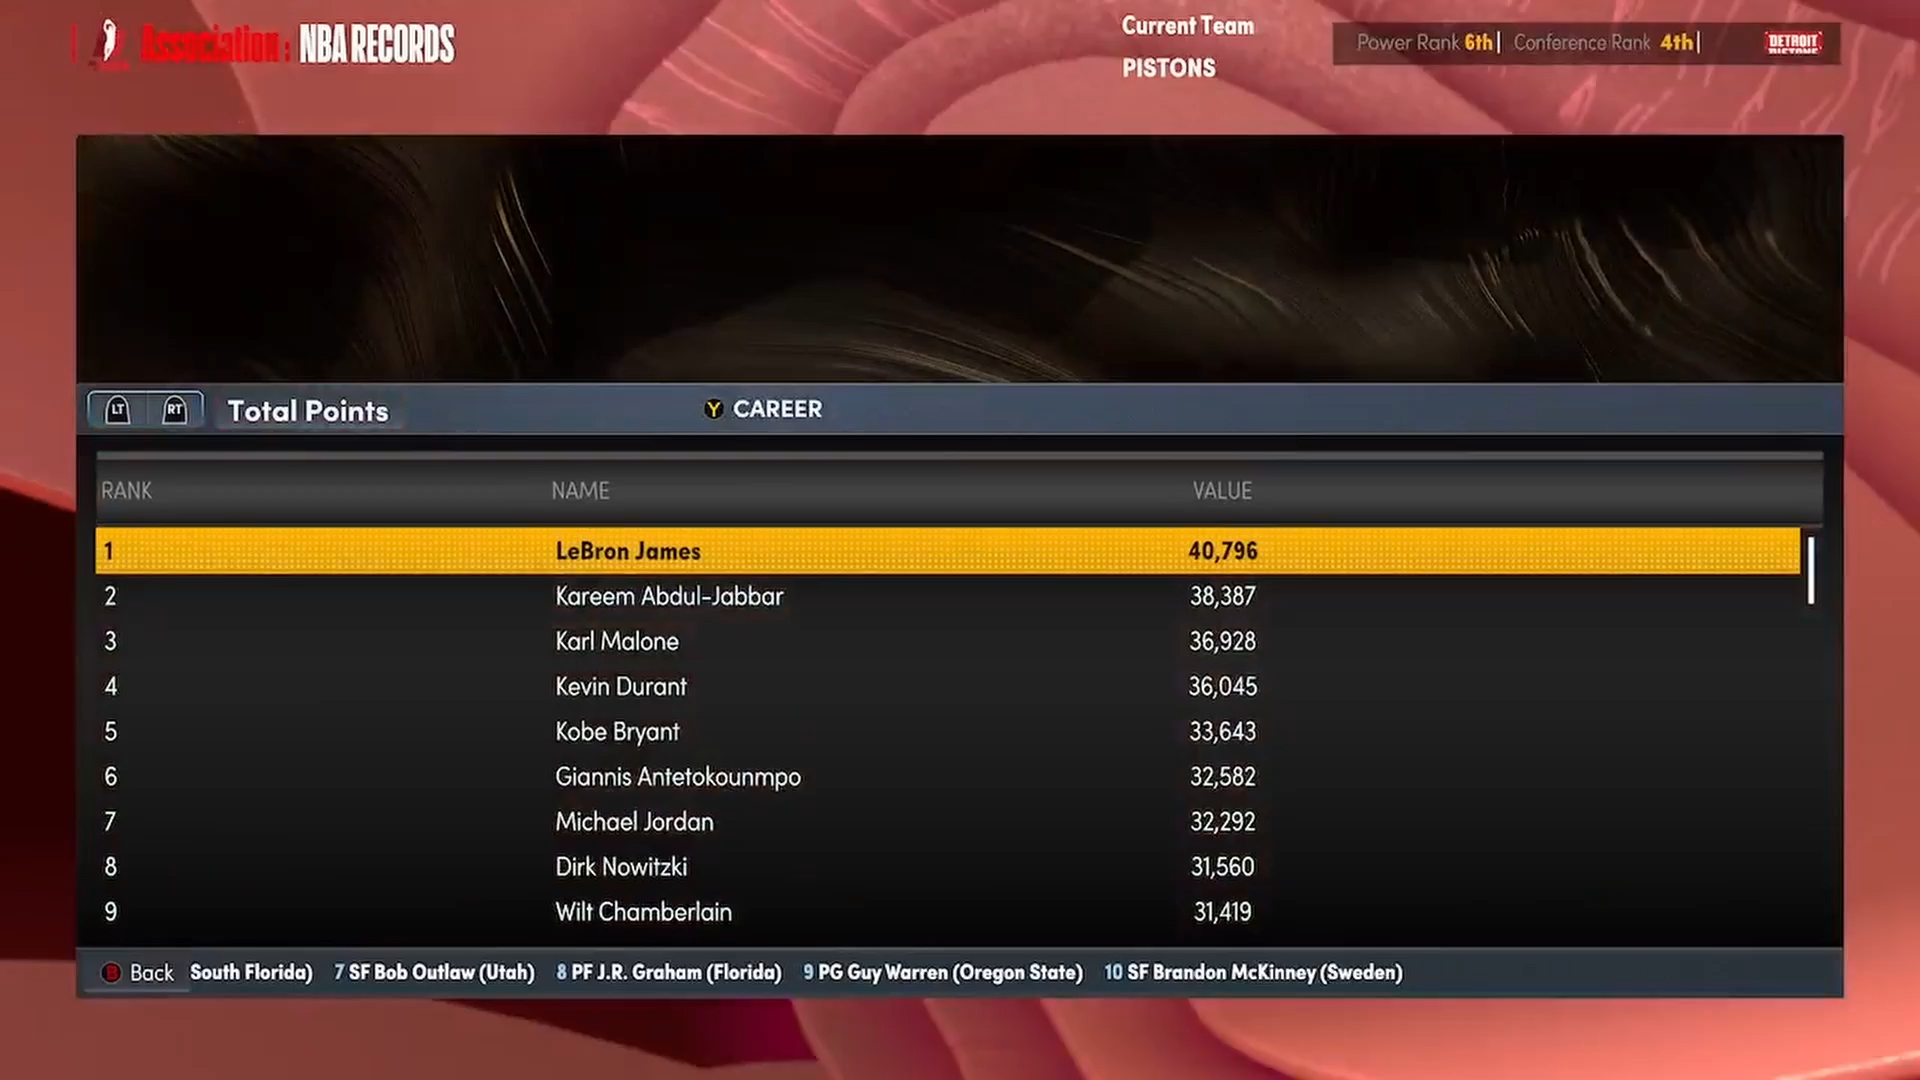 Association: NBA RECORDS
Current Team
PISTONS
Power Rank 6th| Conference Rank 4th|
DETROIT
PISTONS
LT RT Total Points
Y CAREER
RANK NAME VALUE
1 LeBron James 40,796
2 Kareem Abdul-Jabbar 38,387
3 Karl Malone 36,928
4 Kevin Durant 36,045
5 Kobe Bryant 33,643
6 Giannis Antetokounmpo 32,582
7 Michael Jordan 32,292
8 Dirk Nowitzki 31,560
9 Wilt Chamberlain 31,419
B Back South Florida) 7 SF Bob Outlaw (Utah) 8 PF J.R. Graham (Florida) 9 PG Guy Warren (Oregon State) 10 SF Brandon McKinney (Sweden)